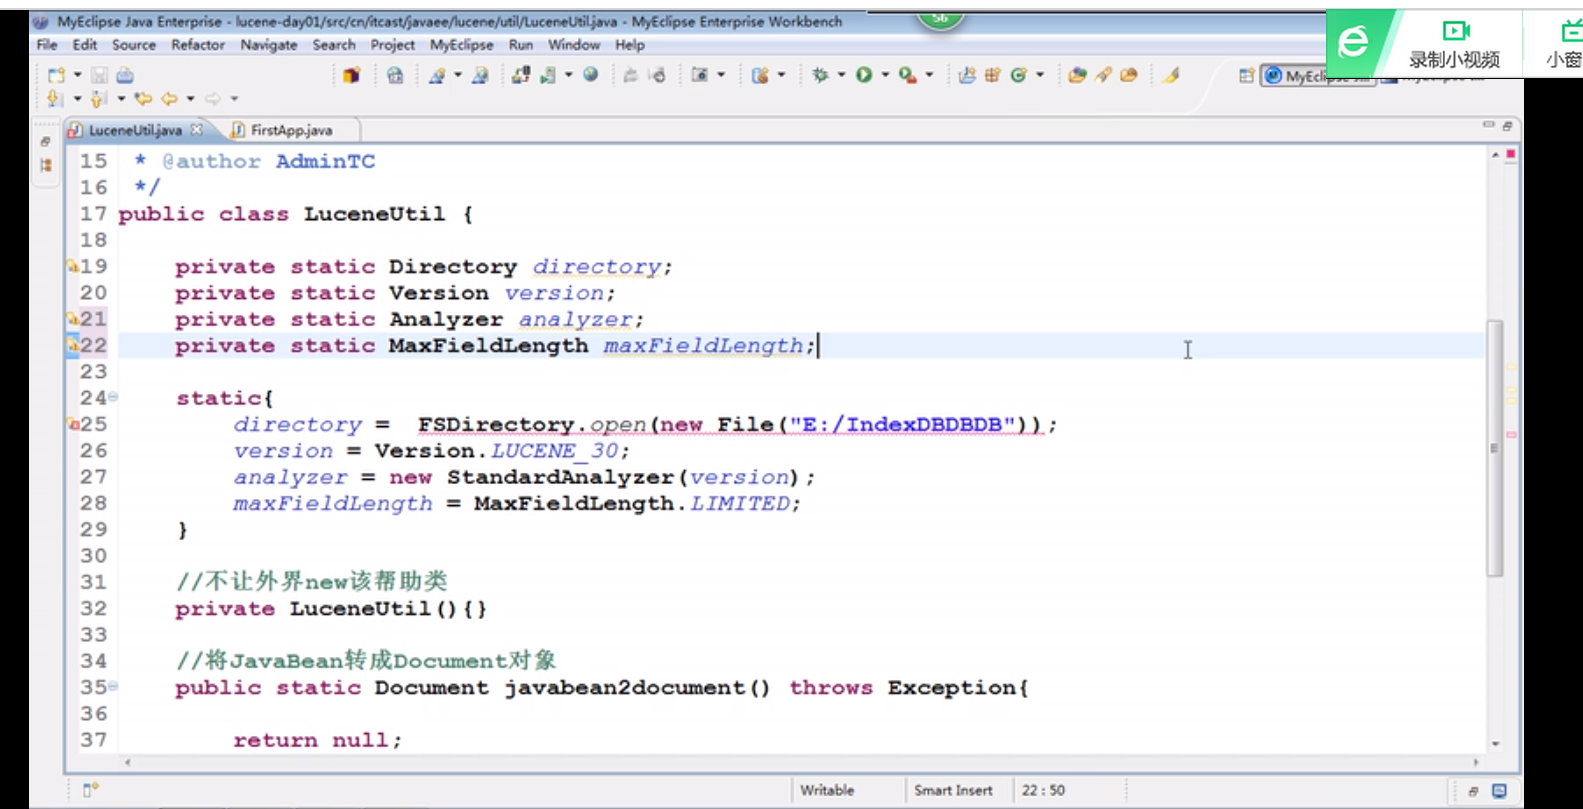 MyEclipse Java Enterprise - lucene-day01/src/cn/itcast/javaee/lucene/util/LuceneUtil.java - MyEclipse Enterprise Workbench
56
File Edit Source Refactor Navigate Search Project MyEclipse Run Window Help
录制小视频
小窗
LuceneUtil.java FirstApp.java
15 * @author AdminTC
16 */
17 public class LuceneUtil {
18
19 private static Directory directory;
20 private static Version version;
21 private static Analyzer analyzer;
22 private static MaxFieldLength maxFieldLength;
23
24 static{
25 directory = FSDirectory.open(new File("E:/IndexDBDBDB"));
26 version = Version.LUCENE_30;
27 analyzer = new StandardAnalyzer(version);
28 maxFieldLength = MaxFieldLength.LIMITED;
29 }
30
31 //不让外界new该帮助类
32 private LuceneUtil(){}
33
34 //将JavaBean转成Document对象
35 public static Document javabean2document() throws Exception{
36
37 return null;
Writable Smart Insert 22 : 50